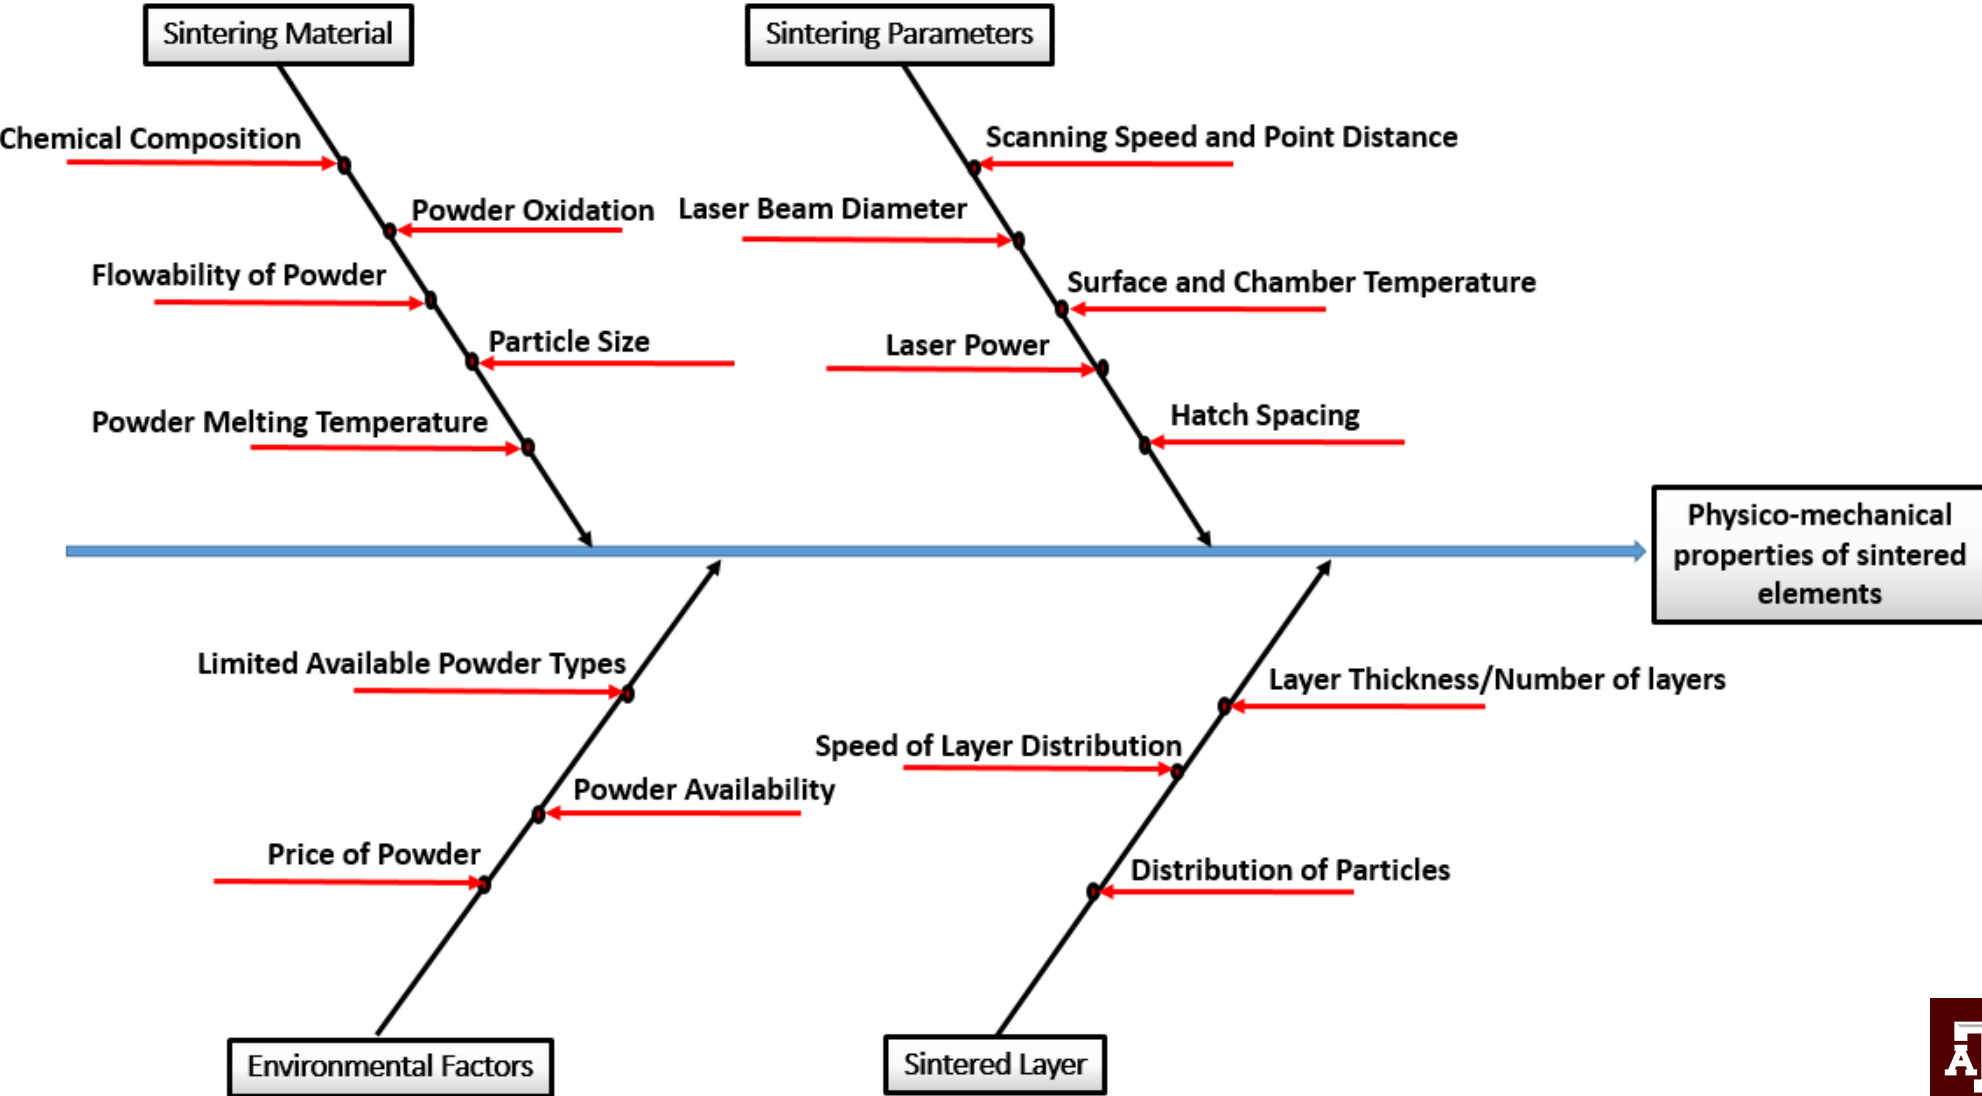 Sintering Material
Sintering Parameters
Chemical Composition
Scanning Speed and Point Distance
Powder Oxidation
Laser Beam Diameter
Flowability of Powder
Surface and Chamber Temperature
Particle Size
Laser Power
Powder Melting Temperature
Hatch Spacing
Physico-mechanical
properties of sintered
elements
Limited Available Powder Types
Layer Thickness/Number of layers
Speed of Layer Distribution
Powder Availability
Price of Powder
Distribution of Particles
Environmental Factors
Sintered Layer
A